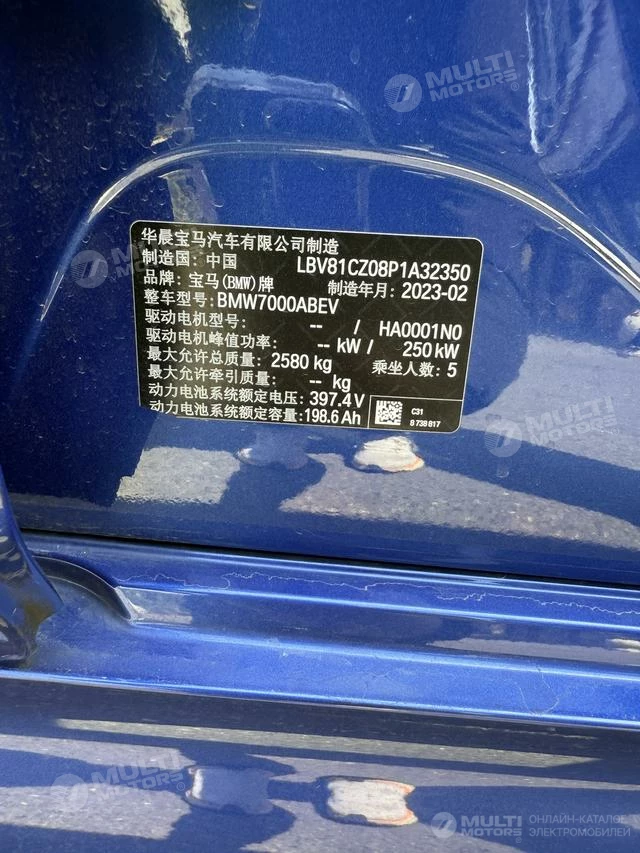 MULTI
MOTORS®
华晨宝马汽车有限公司制造
制造国: 中国 LBV81CZ08P1A32350
品牌: 宝马(BMW)牌 制造年月: 2023-02
整车型号: BMW7000ABEV
驱动电机型号: -- / HA0001N0
驱动电机峰值功率: -- kW / 250 kW
最大允许总质量: 2580 kg 乘坐人数: 5
最大允许牵引质量: -- kg
动力电池系统额定电压: 397.4V
动力电池系统额定容量: 198.6 Ah
C31
8 738 817
MULTI
MOTORS®
MULTI
MOTORS®
MULTI
MOTORS®
ОНЛАЙН-КАТАЛОГ
ЭЛЕКТРОМОБИЛЕЙ